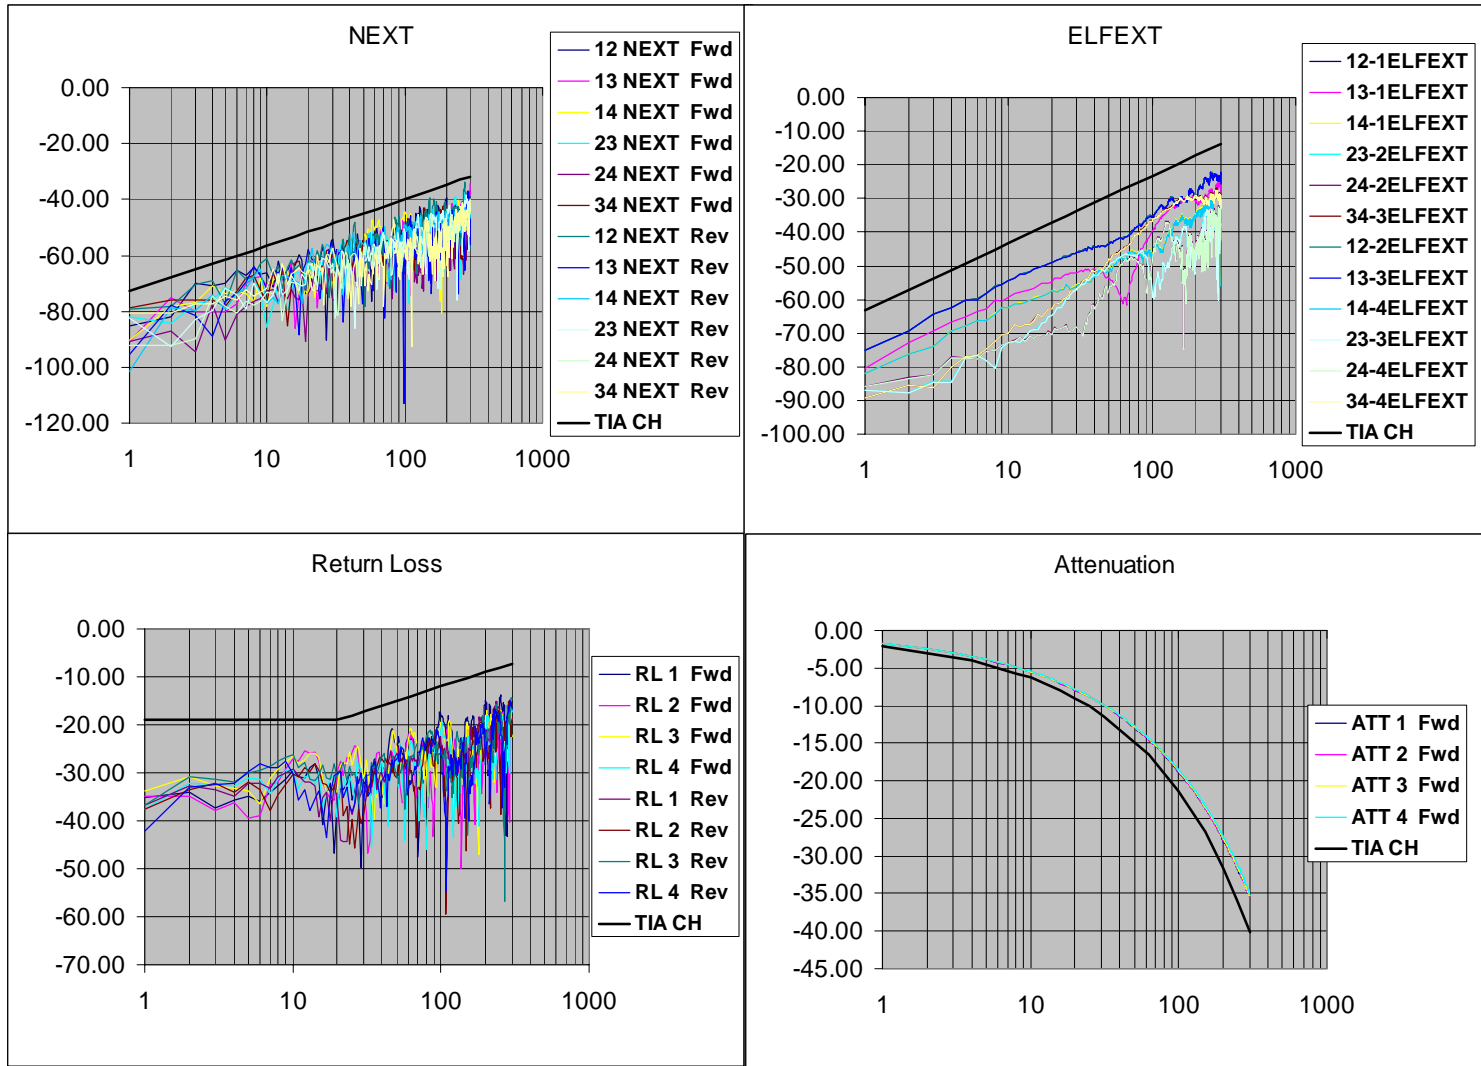 NEXT
0.00
-20.00
-40.00
-60.00
-80.00
-100.00
-120.00
1 10 100 1000
12 NEXT Fwd
13 NEXT Fwd
14 NEXT Fwd
23 NEXT Fwd
24 NEXT Fwd
34 NEXT Fwd
12 NEXT Rev
13 NEXT Rev
14 NEXT Rev
23 NEXT Rev
24 NEXT Rev
34 NEXT Rev
TIA CH
ELFEXT
0.00
-10.00
-20.00
-30.00
-40.00
-50.00
-60.00
-70.00
-80.00
-90.00
-100.00
1 10 100 1000
12-1ELFEXT
13-1ELFEXT
14-1ELFEXT
23-2ELFEXT
24-2ELFEXT
34-3ELFEXT
12-2ELFEXT
13-3ELFEXT
14-4ELFEXT
23-3ELFEXT
24-4ELFEXT
34-4ELFEXT
TIA CH
Return Loss
0.00
-10.00
-20.00
-30.00
-40.00
-50.00
-60.00
-70.00
1 10 100 1000
RL 1 Fwd
RL 2 Fwd
RL 3 Fwd
RL 4 Fwd
RL 1 Rev
RL 2 Rev
RL 3 Rev
RL 4 Rev
TIA CH
Attenuation
0.00
-5.00
-10.00
-15.00
-20.00
-25.00
-30.00
-35.00
-40.00
-45.00
1 10 100 1000
ATT 1 Fwd
ATT 2 Fwd
ATT 3 Fwd
ATT 4 Fwd
TIA CH